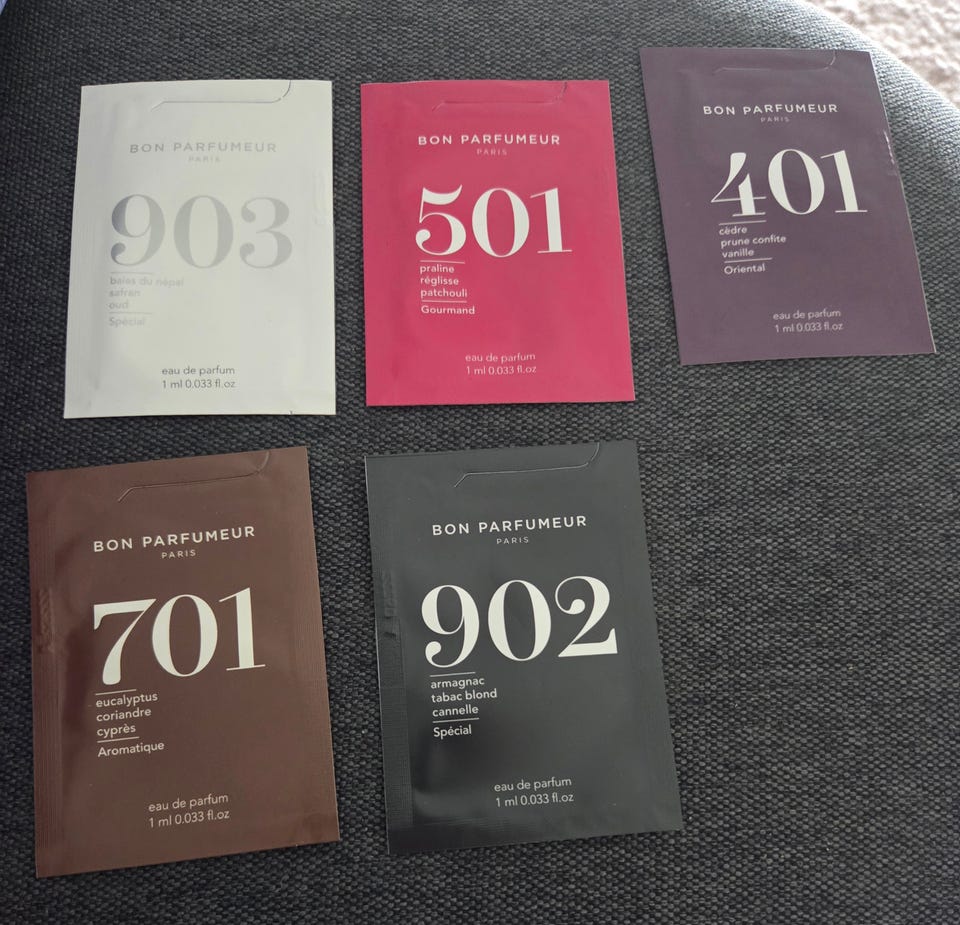 BON PARFUMEUR
PARIS
903
baies du népal
safran
oud
Spécial
eau de parfum
1 ml 0.033 fl.oz
BON PARFUMEUR
PARIS
501
praline
réglisse
patchouli
Gourmand
eau de parfum
1 ml 0.033 fl.oz
BON PARFUMEUR
PARIS
401
cèdre
prune confite
vanille
Oriental
eau de parfum
1 ml 0.033 fl.oz
BON PARFUMEUR
PARIS
701
eucalyptus
coriandre
cyprès
Aromatique
eau de parfum
1 ml 0.033 fl.oz
BON PARFUMEUR
PARIS
902
armagnac
tabac blond
cannelle
Spécial
eau de parfum
1 ml 0.033 fl.oz